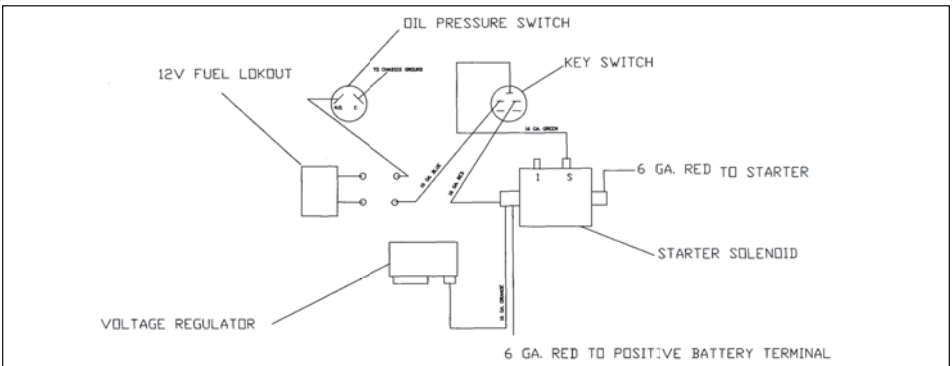 OIL PRESSURE SWITCH
KEY SWITCH
12V FUEL LOKOUT
TO CHASSIS GROUND
N.O. C
16 GA. GREEN
16 GA. BLUE
16 GA. RED
I S
6 GA. RED TO STARTER
STARTER SOLENOID
16 GA. ORANGE
VOLTAGE REGULATOR
6 GA. RED TO POSITIVE BATTERY TERMINAL